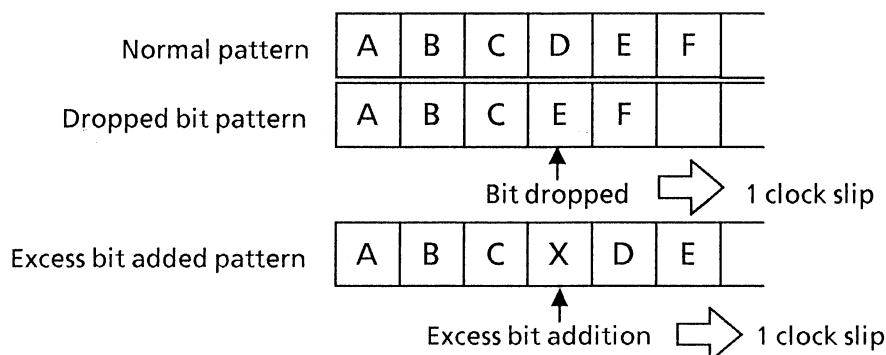 Normal pattern A B C D E F
Dropped bit pattern A B C E F
Bit dropped 1 clock slip
Excess bit added pattern A B C X D E
Excess bit addition 1 clock slip